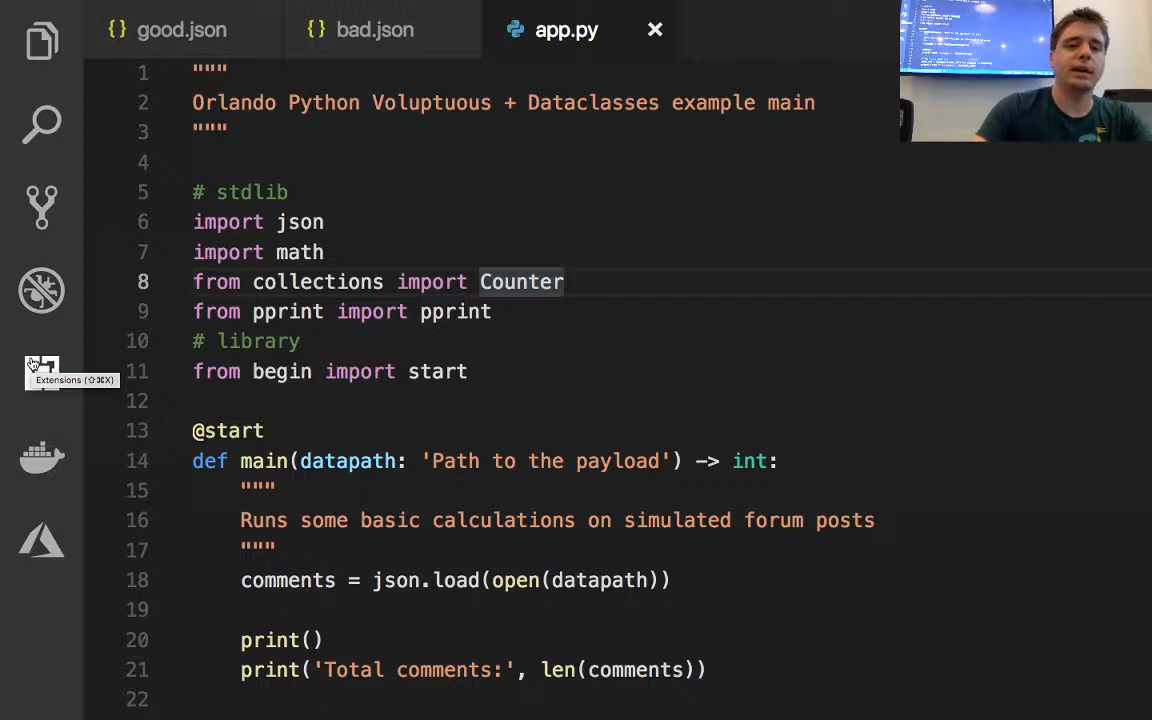 {} good.json
{} bad.json
app.py
1 """
2 Orlando Python Voluptuous + Dataclasses example main
3 """
4
5 # stdlib
6 import json
7 import math
8 from collections import Counter
9 from pprint import pprint
10 # library
11 from begin import start
12
13 @start
14 def main(datapath: 'Path to the payload') -> int:
15 """
16 Runs some basic calculations on simulated forum posts
17 """
18 comments = json.load(open(datapath))
19
20 print()
21 print('Total comments:', len(comments))
22
Extensions (⇧⌘X)